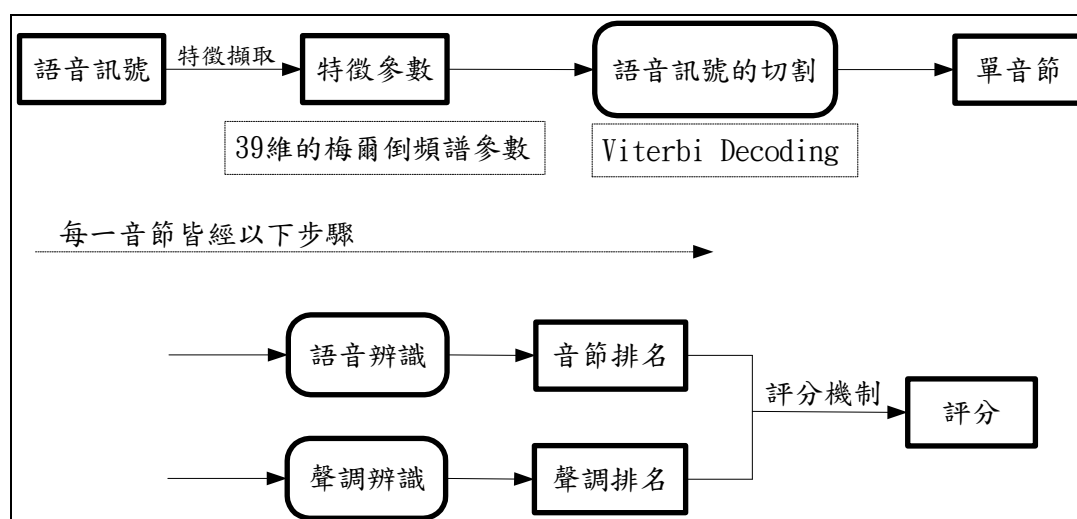 語音訊號
特徵擷取
特徵參數
語音訊號的切割
單音節
39維的梅爾倒頻譜參數
Viterbi Decoding
每一音節皆經以下步驟
語音辨識
音節排名
評分機制
評分
聲調辨識
聲調排名